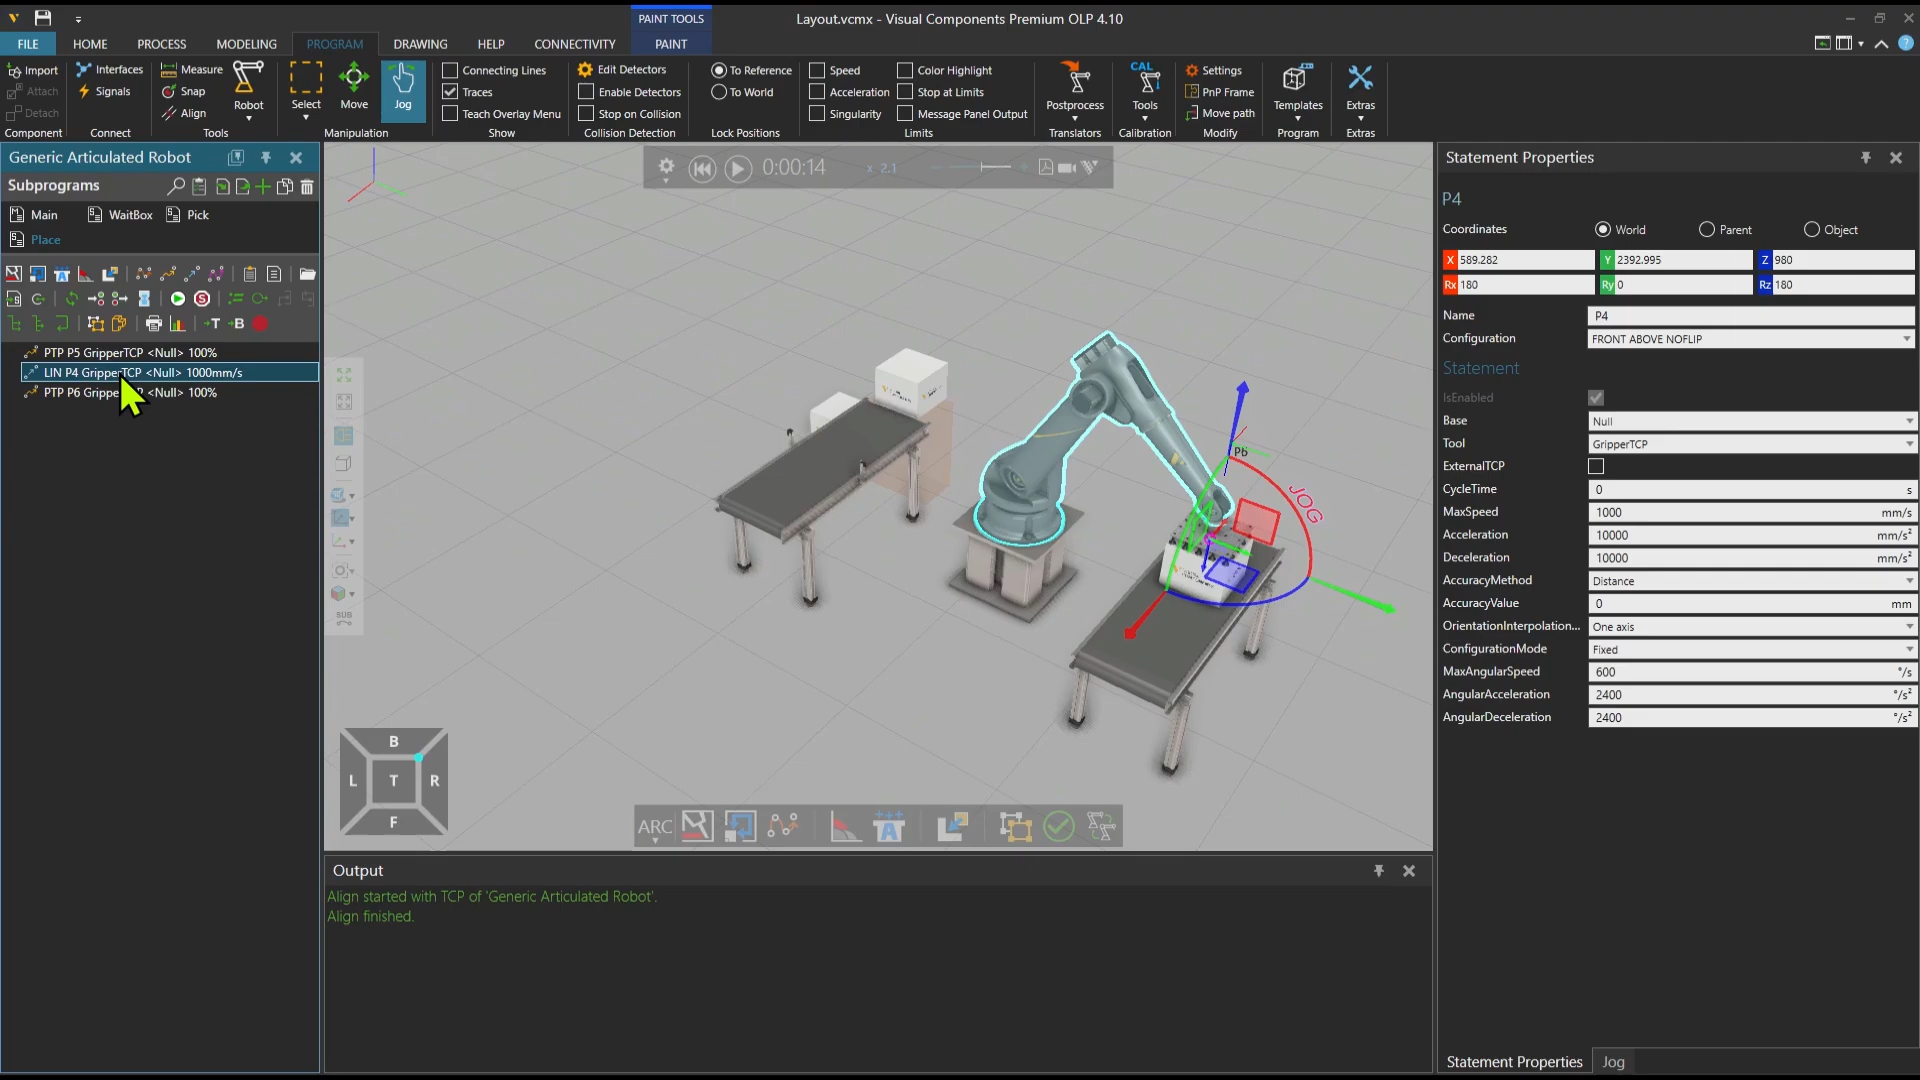 PAINT TOOLS
Layout.vcmx - Visual Components Premium OLP 4.10
FILE HOME PROCESS MODELING PROGRAM DRAWING HELP CONNECTIVITY PAINT
Import Interfaces Measure Connecting Lines Edit Detectors To Reference Speed Color Highlight Settings
Attach Signals Snap Traces Enable Detectors To World Acceleration Stop at Limits PnP Frame
Detach Align Robot Select Move Jog Teach Overlay Menu Stop on Collision Singularity Message Panel Output Postprocess CAL Tools Move path Templates Extras
Component Connect Tools Manipulation Show Collision Detection Lock Positions Limits Translators Calibration Modify Program Extras
Generic Articulated Robot
Subprograms
Main WaitBox Pick
Place
PTP P5 GripperTCP <Null> 100%
LIN P4 GripperTCP <Null> 1000mm/s
PTP P6 Grippe P <Null> 100%
0:00:14 x 2.1
P6
JOG
SUB
B
L T R
F
ARC
Output
Align started with TCP of 'Generic Articulated Robot'.
Align finished.
Statement Properties
P4
Coordinates World Parent Object
X 589.282 Y 2392.995 Z 980
Rx 180 Ry 0 Rz 180
Name P4
Configuration FRONT ABOVE NOFLIP
Statement
IsEnabled
Base Null
Tool GripperTCP
ExternalTCP
CycleTime 0 s
MaxSpeed 1000 mm/s
Acceleration 10000 mm/s²
Deceleration 10000 mm/s²
AccuracyMethod Distance
AccuracyValue 0 mm
OrientationInterpolation... One axis
ConfigurationMode Fixed
MaxAngularSpeed 600 °/s
AngularAcceleration 2400 °/s²
AngularDeceleration 2400 °/s²
Statement Properties Jog